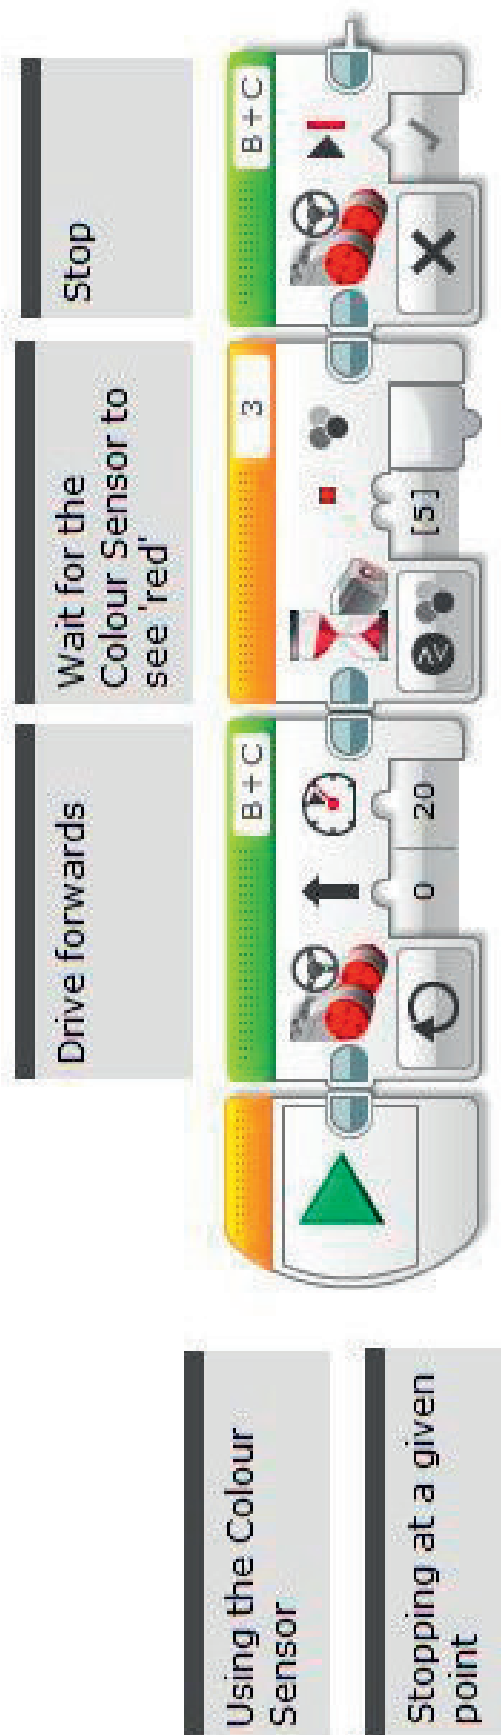 Using the Colour
Sensor
Stopping at a given
point
Drive forwards
Wait for the
Colour Sensor to
see 'red'
Stop
B + C
0
20
3
[5]
B + C